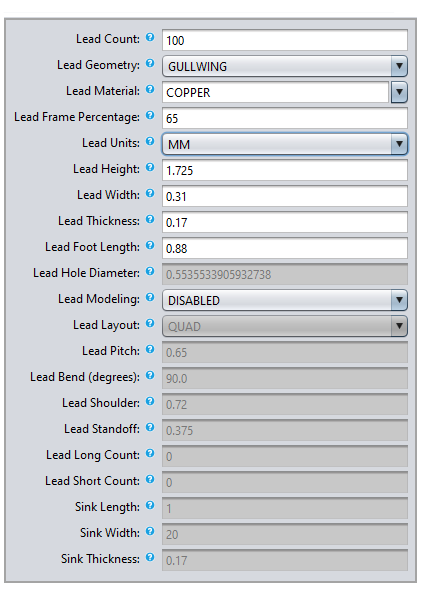 Lead Count: ? 100
Lead Geometry: ? GULLWING
Lead Material: ? COPPER
Lead Frame Percentage: ? 65
Lead Units: ? MM
Lead Height: ? 1.725
Lead Width: ? 0.31
Lead Thickness: ? 0.17
Lead Foot Length: ? 0.88
Lead Hole Diameter: ? 0.5535533905932738
Lead Modeling: ? DISABLED
Lead Layout: ? QUAD
Lead Pitch: ? 0.65
Lead Bend (degrees): ? 90.0
Lead Shoulder: ? 0.72
Lead Standoff: ? 0.375
Lead Long Count: ? 0
Lead Short Count: ? 0
Sink Length: ? 1
Sink Width: ? 20
Sink Thickness: ? 0.17